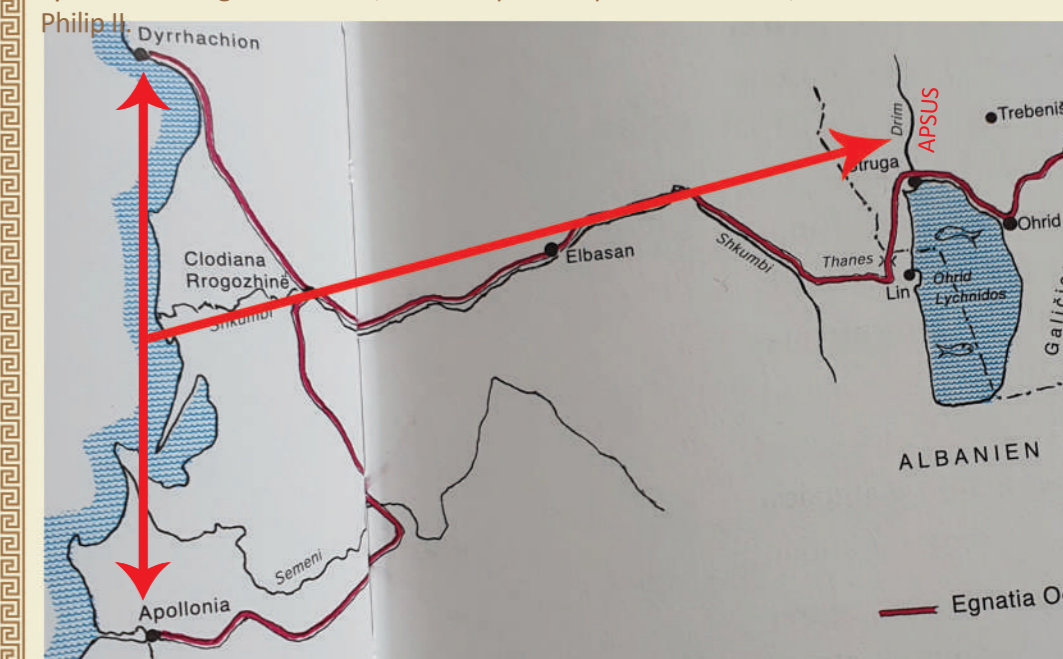 Philip II.
Dyrrhachion
Drim
APSUS
Struga
Clodiana
Rrogozhinë
Elbasan
Shkumbi
Shkumbi
Thanes
Ohrid
Lin
Ohrid
Lychnidos
ALBANIEN
Semeni
Apollonia
Egnatia